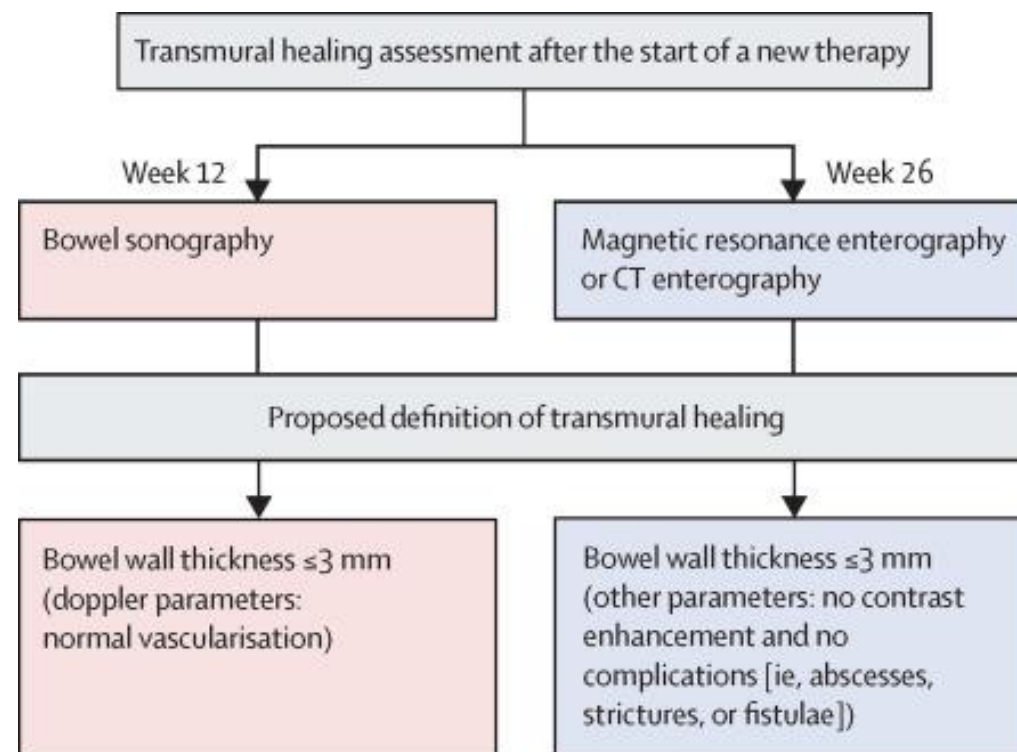 Transmural healing assessment after the start of a new therapy
Week 12
Week 26
Bowel sonography
Magnetic resonance enterography
or CT enterography
Proposed definition of transmural healing
Bowel wall thickness ≤3 mm
(doppler parameters:
normal vascularisation)
Bowel wall thickness ≤3 mm
(other parameters: no contrast
enhancement and no
complications [ie, abscesses,
strictures, or fistulae])